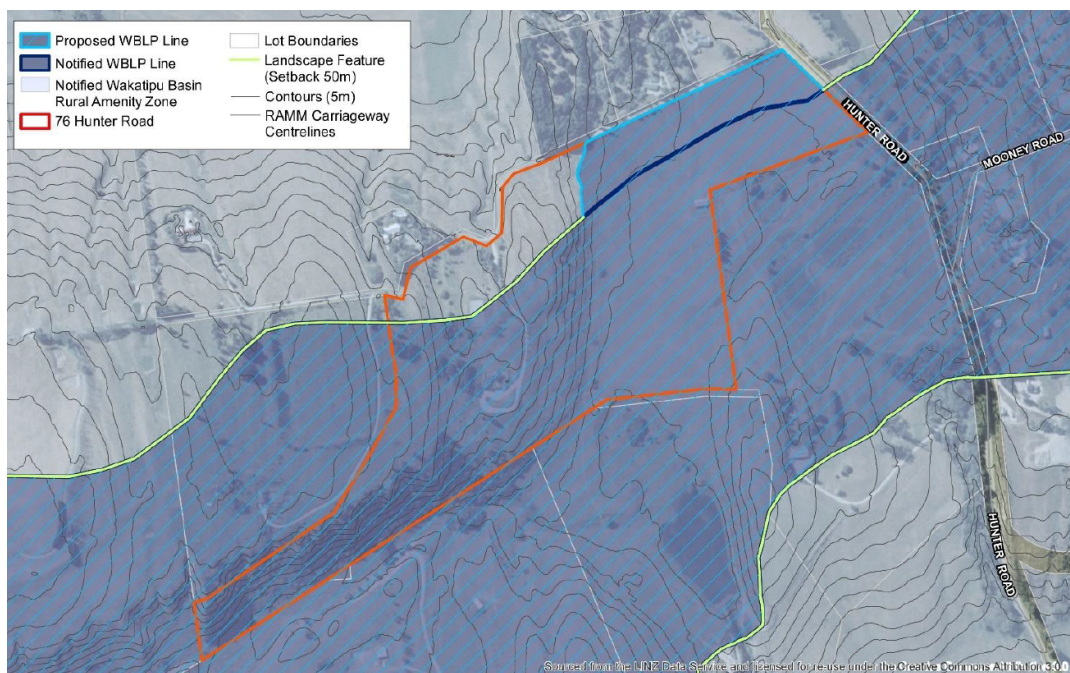 Proposed WBLP Line
Notified WBLP Line
Notified Wakatipu Basin
Rural Amenity Zone
76 Hunter Road
Lot Boundaries
Landscape Feature
(Setback 50m)
Contours (5m)
RAMM Carriageway
Centrelines
HUNTER ROAD
MOONEY ROAD
HUNTER ROAD
Sourced from the LINZ Data Service and licensed for re-use under the Creative Commons Attribution 3.0